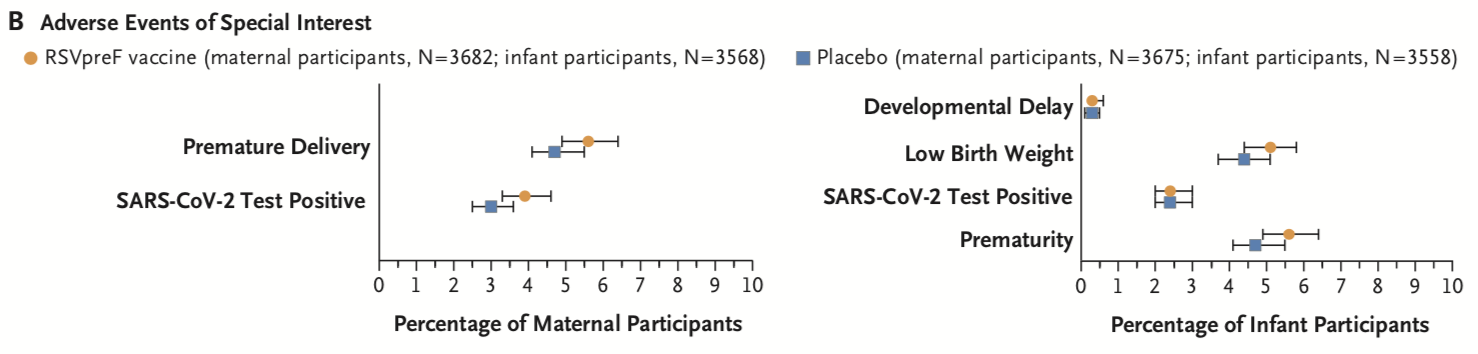 B Adverse Events of Special Interest
RSVpreF vaccine (maternal participants, N=3682; infant participants, N=3568)
Placebo (maternal participants, N=3675; infant participants, N=3558)
Premature Delivery
SARS-CoV-2 Test Positive
0 1 2 3 4 5 6 7 8 9 10
Percentage of Maternal Participants
Developmental Delay
Low Birth Weight
SARS-CoV-2 Test Positive
Prematurity
0 1 2 3 4 5 6 7 8 9 10
Percentage of Infant Participants